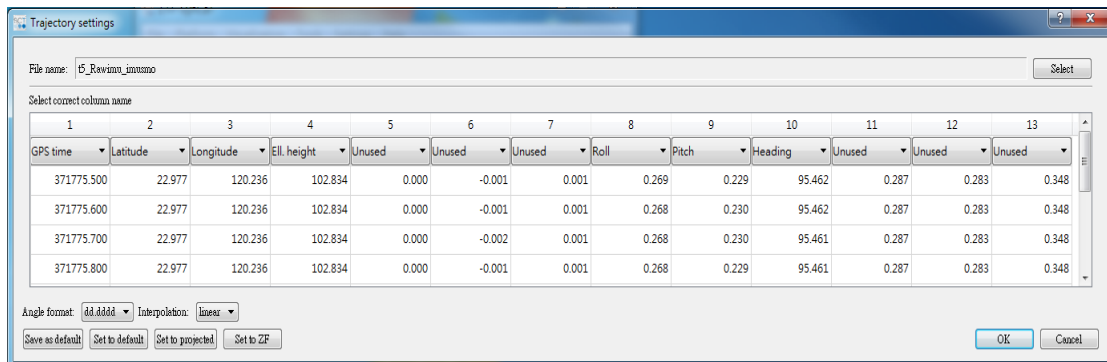 Trajectory settings
File name: t5_Rawimu_imusmo Select
Select correct column name
1 2 3 4 5 6 7 8 9 10 11 12 13
GPS time Latitude Longitude Ell. height Unused Unused Unused Roll Pitch Heading Unused Unused Unused
371775.500 22.977 120.236 102.834 0.000 -0.001 0.001 0.269 0.229 95.462 0.287 0.283 0.348
371775.600 22.977 120.236 102.834 0.000 -0.001 0.001 0.268 0.230 95.462 0.287 0.283 0.348
371775.700 22.977 120.236 102.834 0.000 -0.002 0.001 0.268 0.230 95.461 0.287 0.283 0.348
371775.800 22.977 120.236 102.834 0.000 -0.001 0.001 0.268 0.229 95.461 0.287 0.283 0.348
Angle format: dd.dddd Interpolation: linear
Save as default Set to default Set to projected Set to ZF OK Cancel